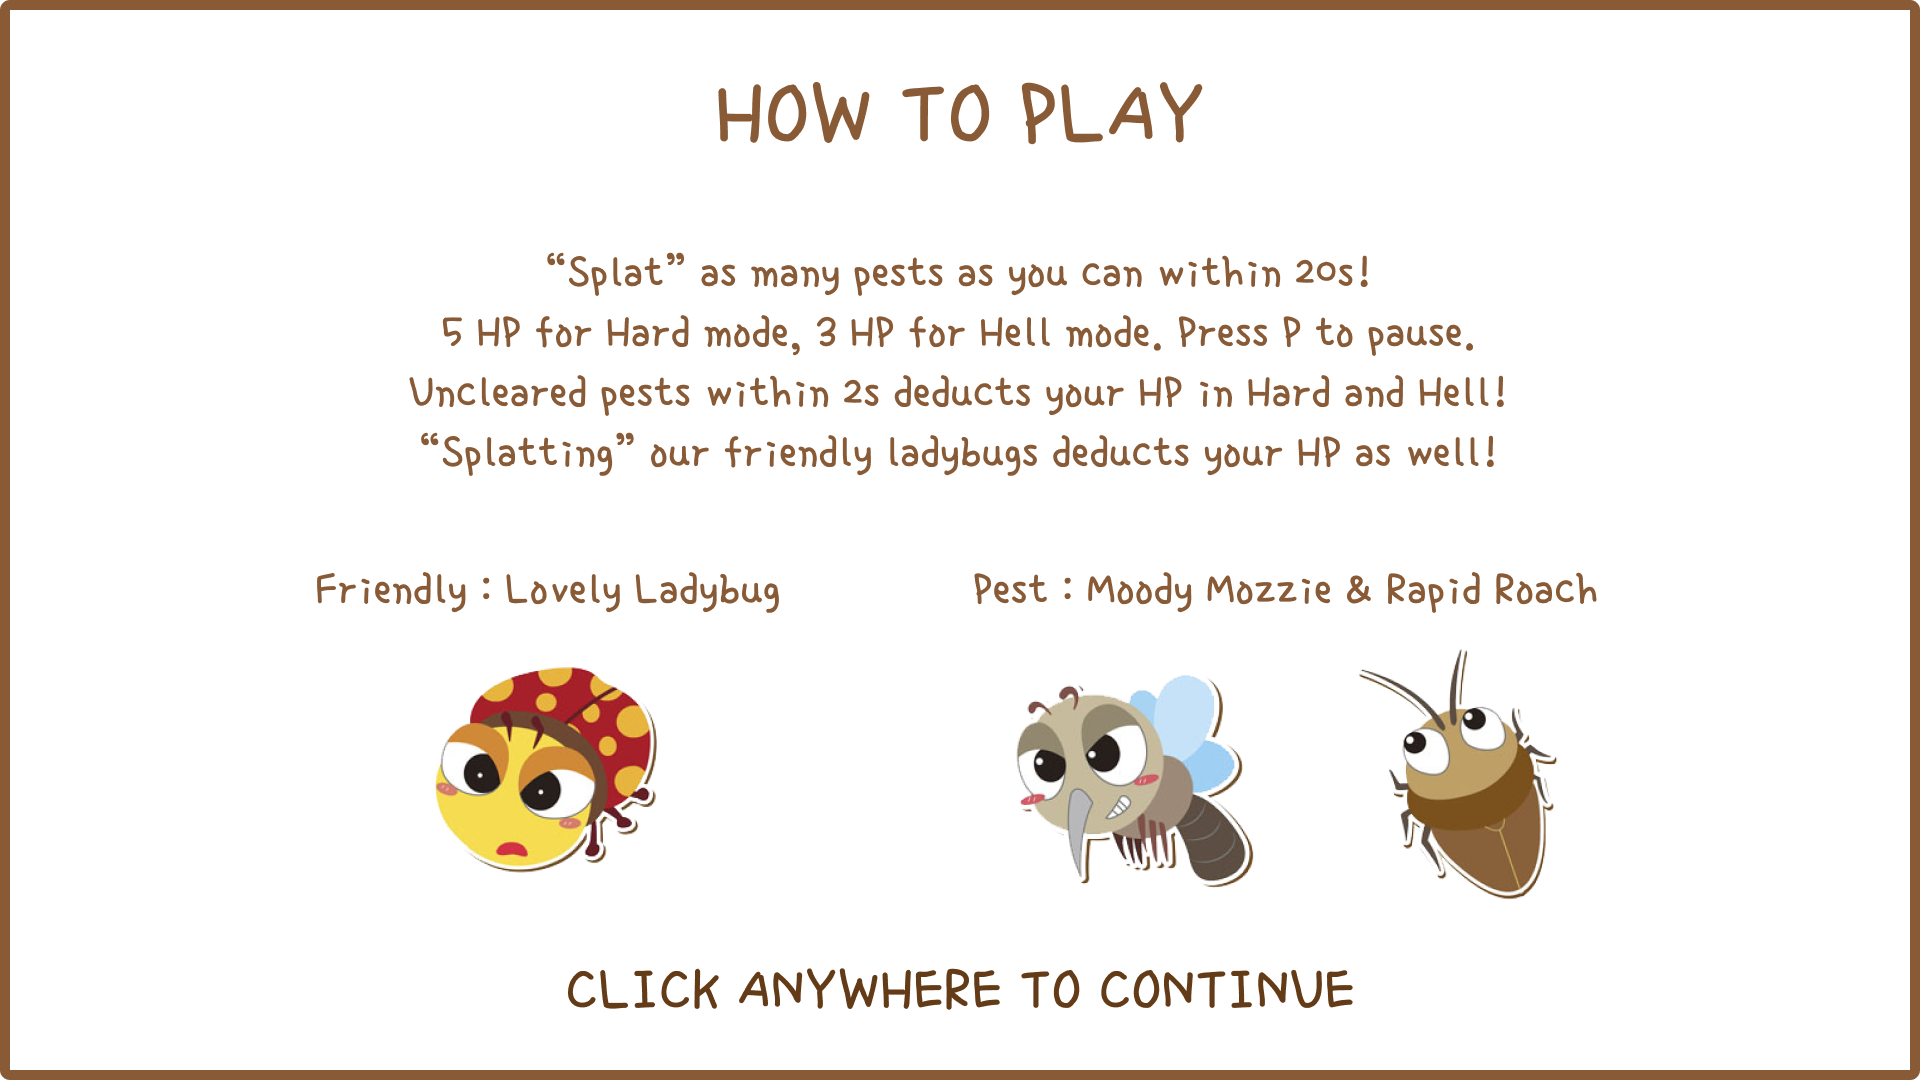 HOW TO PLAY
“Splat” as many pests as you can within 20s!
5 HP for Hard mode, 3 HP for Hell mode. Press P to pause.
Uncleared pests within 2s deducts your HP in Hard and Hell!
“Splatting” our friendly ladybugs deducts your HP as well!
Friendly : Lovely Ladybug
Pest : Moody Mozzie & Rapid Roach
CLICK ANYWHERE TO CONTINUE